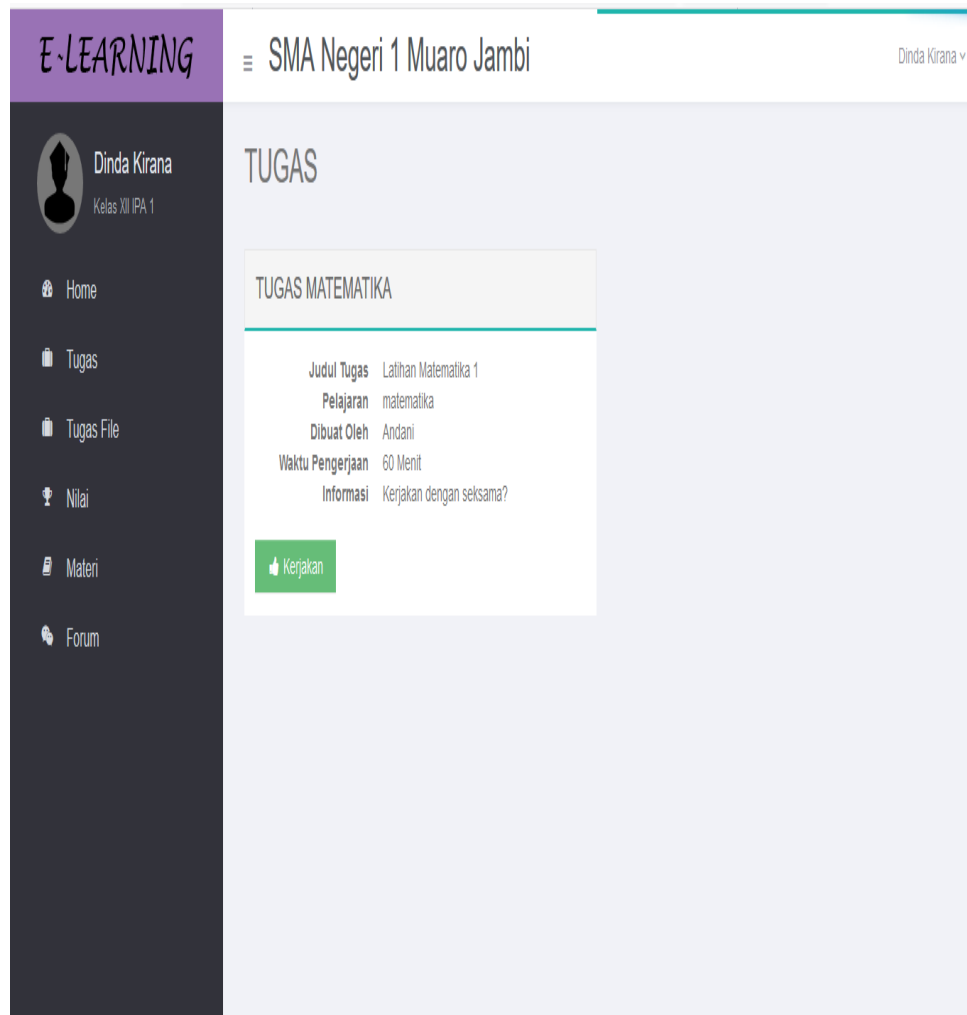 E-LEARNING
SMA Negeri 1 Muaro Jambi
Dinda Kirana
Dinda Kirana
Kelas XII IPA 1
Home
Tugas
Tugas File
Nilai
Materi
Forum
TUGAS
TUGAS MATEMATIKA
Judul Tugas Latihan Matematika 1
Pelajaran matematika
Dibuat Oleh Andani
Waktu Pengerjaan 60 Menit
Informasi Kerjakan dengan seksama?
Kerjakan